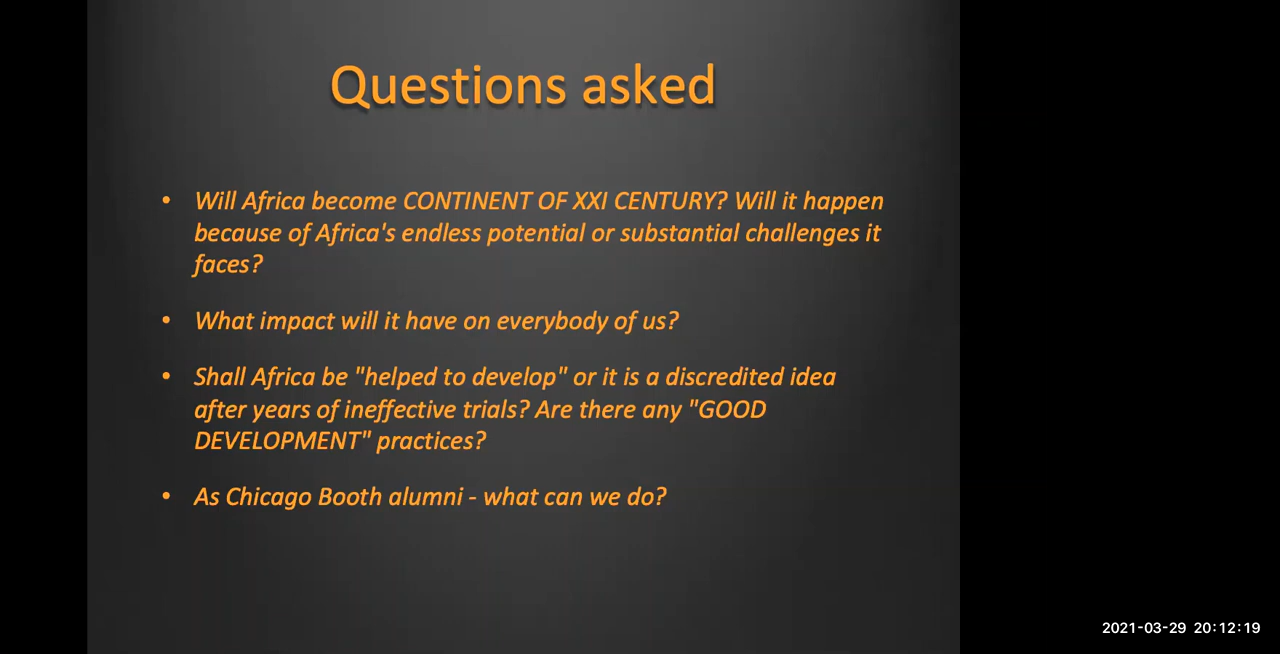 Questions asked
• Will Africa become CONTINENT OF XXI CENTURY? Will it happen
because of Africa's endless potential or substantial challenges it
faces?
• What impact will it have on everybody of us?
• Shall Africa be "helped to develop" or it is a discredited idea
after years of ineffective trials? Are there any "GOOD
DEVELOPMENT" practices?
• As Chicago Booth alumni - what can we do?
2021-03-29 20:12:19